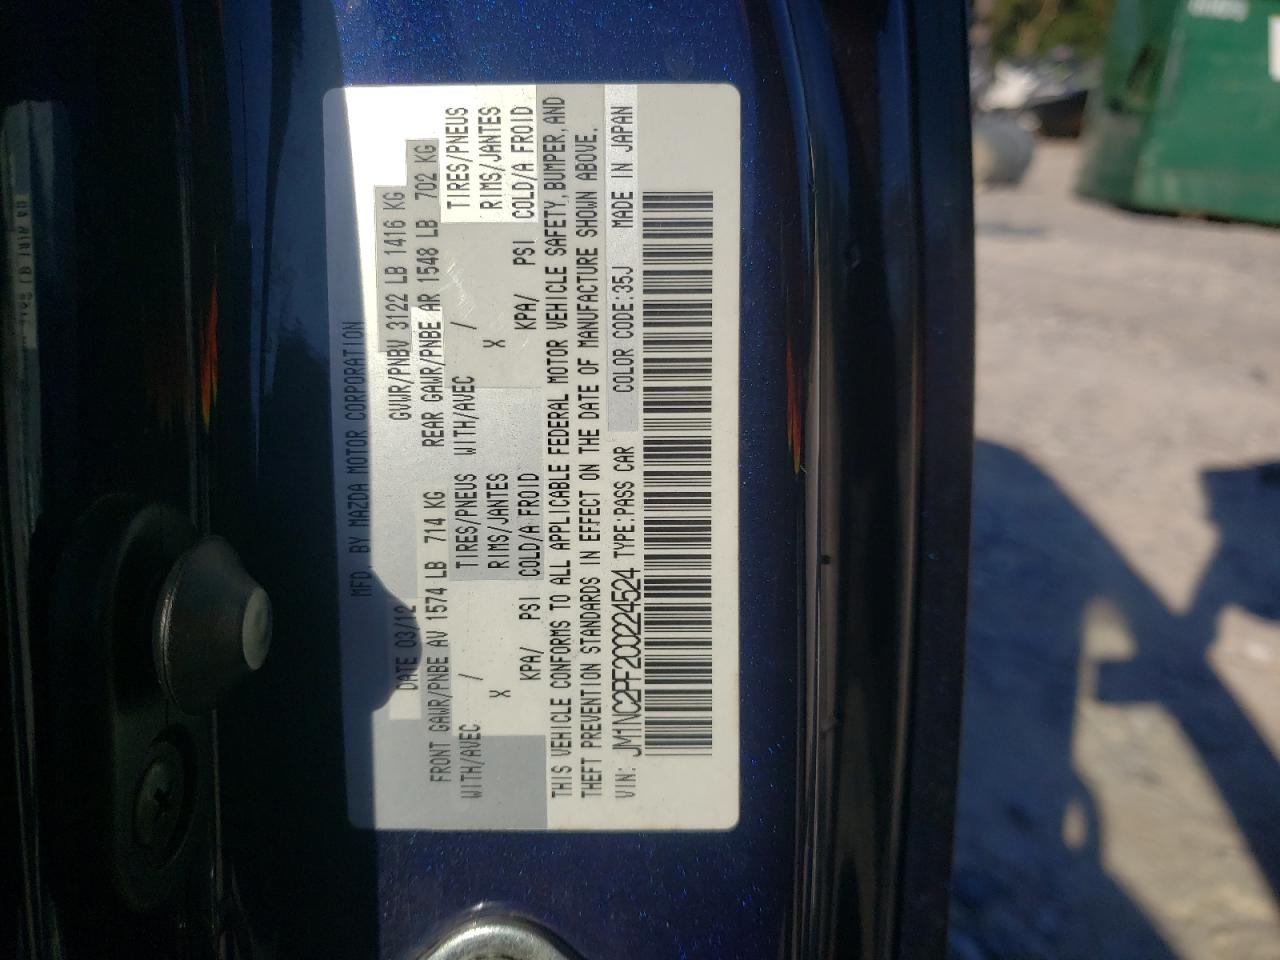 MFD. BY MAZDA MOTOR CORPORATION
DATE 03/12 GVWR/PNBV 3122 LB 1416 KG
FRONT GAWR/PNBE AV 1574 LB 714 KG REAR GAWR/PNBE AR 1548 LB 702 KG
WITH/AVEC / TIRES/PNEUS WITH/AVEC / TIRES/PNEUS
X RIMS/JANTES X RIMS/JANTES
KPA/ PSI COLD/A FROID KPA/ PSI COLD/A FROID
THIS VEHICLE CONFORMS TO ALL APPLICABLE FEDERAL MOTOR VEHICLE SAFETY, BUMPER, AND
THEFT PREVENTION STANDARDS IN EFFECT ON THE DATE OF MANUFACTURE SHOWN ABOVE.
VIN: JM1NC2PF2C0224524 TYPE:PASS CAR COLOR CODE:35J MADE IN JAPAN